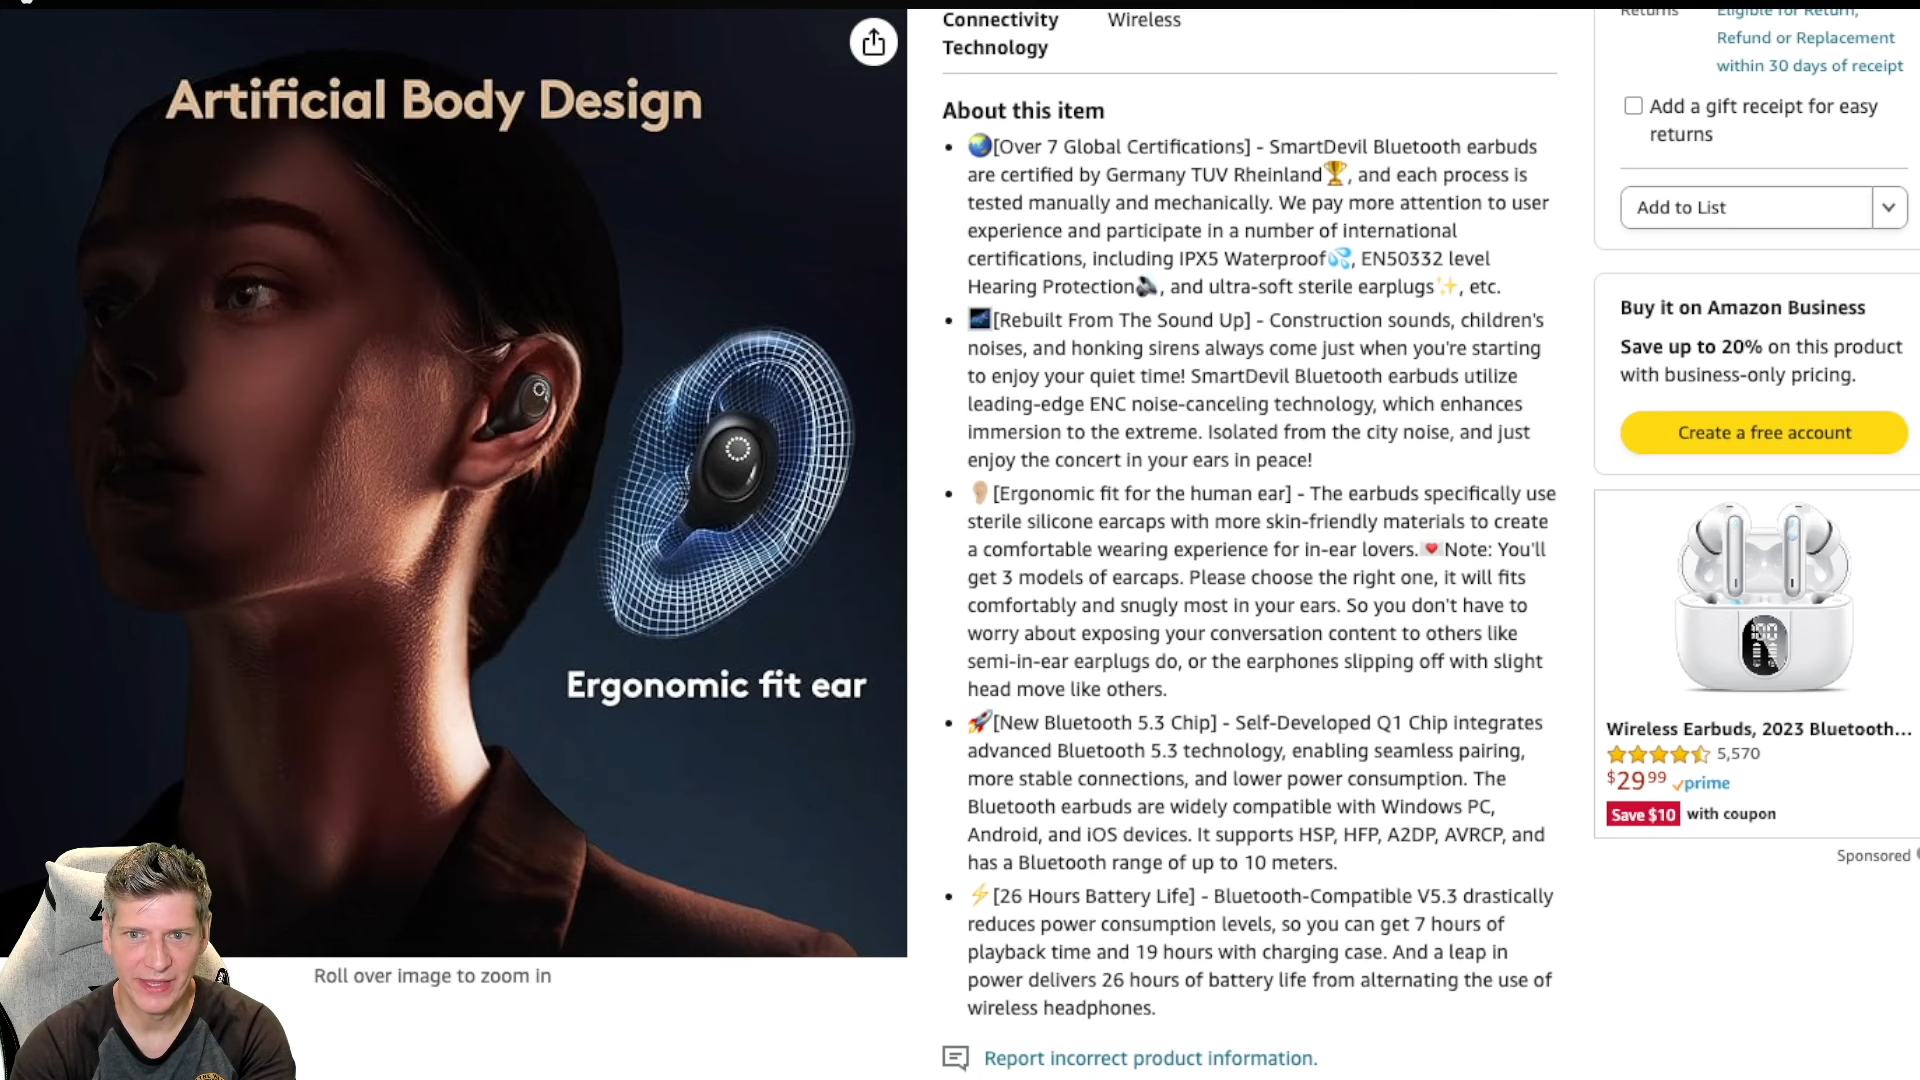 Artificial Body Design
Ergonomic fit ear
Roll over image to zoom in
Connectivity
Technology
Wireless
About this item
[Over 7 Global Certifications] - SmartDevil Bluetooth earbuds
are certified by Germany TUV Rheinland🏆, and each process is
tested manually and mechanically. We pay more attention to user
experience and participate in a number of international
certifications, including IPX5 Waterproof💦, EN50332 level
Hearing Protection🔊, and ultra-soft sterile earplugs✨, etc.
[Rebuilt From The Sound Up] - Construction sounds, children's
noises, and honking sirens always come just when you're starting
to enjoy your quiet time! SmartDevil Bluetooth earbuds utilize
leading-edge ENC noise-canceling technology, which enhances
immersion to the extreme. Isolated from the city noise, and just
enjoy the concert in your ears in peace!
[Ergonomic fit for the human ear] - The earbuds specifically use
sterile silicone earcaps with more skin-friendly materials to create
a comfortable wearing experience for in-ear lovers.💌Note: You'll
get 3 models of earcaps. Please choose the right one, it will fits
comfortably and snugly most in your ears. So you don't have to
worry about exposing your conversation content to others like
semi-in-ear earplugs do, or the earphones slipping off with slight
head move like others.
🚀[New Bluetooth 5.3 Chip] - Self-Developed Q1 Chip integrates
advanced Bluetooth 5.3 technology, enabling seamless pairing,
more stable connections, and lower power consumption. The
Bluetooth earbuds are widely compatible with Windows PC,
Android, and iOS devices. It supports HSP, HFP, A2DP, AVRCP, and
has a Bluetooth range of up to 10 meters.
⚡[26 Hours Battery Life] - Bluetooth-Compatible V5.3 drastically
reduces power consumption levels, so you can get 7 hours of
playback time and 19 hours with charging case. And a leap in
power delivers 26 hours of battery life from alternating the use of
wireless headphones.
Report incorrect product information.
Returns
Eligible for Return,
Refund or Replacement
within 30 days of receipt
Add a gift receipt for easy
returns
Add to List
Buy it on Amazon Business
Save up to 20% on this product
with business-only pricing.
Create a free account
100
Wireless Earbuds, 2023 Bluetooth...
5,570
$29.99 prime
Save $10 with coupon
Sponsored